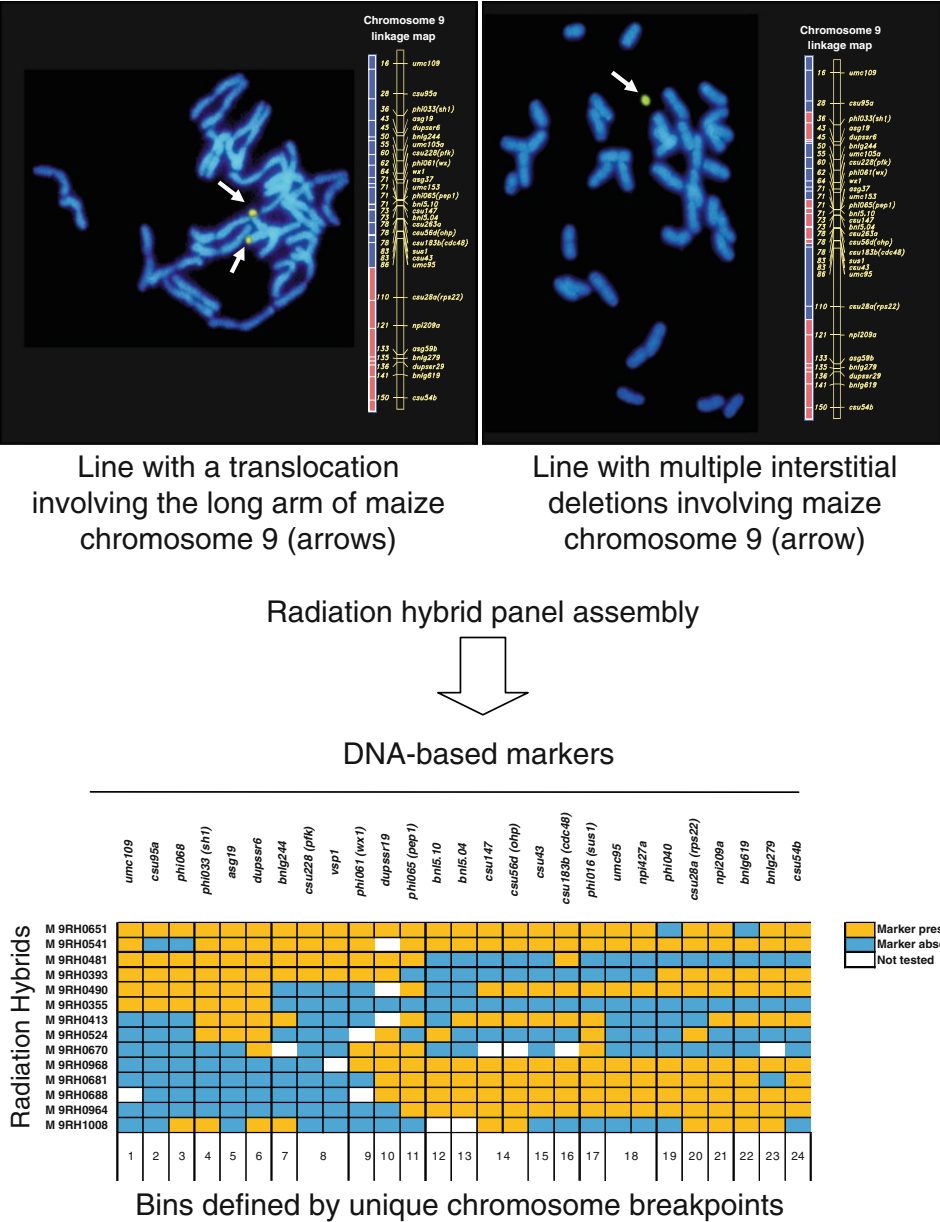 Chromosome 9
linkage map
16 umc109
28 csu95a
36 phi033(sh1)
43 asg19
45 dupssr6
50 bnlg244
55 umc105a
60 csu228(pfk)
62 phi061(wx)
64 wx1
71 asg37
71 umc153
71 phi065(pep1)
71 bnl5.10
73 csu147
73 bnl5.04
78 csu263a
78 csu56d(ohp)
78 csu183b(cdc48)
83 sus1
83 csu43
86 umc95
110 csu28a(rps22)
121 npi209a
133 asg59b
135 bnlg279
136 dupssr29
141 bnlg619
150 csu54b
Chromosome 9
linkage map
16 umc109
28 csu95a
36 phi033(sh1)
43 asg19
45 dupssr6
50 bnlg244
55 umc105a
60 csu228(pfk)
62 phi061(wx)
64 wx1
71 asg37
71 umc153
71 phi065(pep1)
71 bnl5.10
73 csu147
73 bnl5.04
78 csu263a
78 csu56d(ohp)
78 csu183b(cdc48)
83 sus1
83 csu43
86 umc95
110 csu28a(rps22)
121 npi209a
133 asg59b
135 bnlg279
136 dupssr29
141 bnlg619
150 csu54b
Line with a translocation
involving the long arm of maize
chromosome 9 (arrows)
Line with multiple interstitial
deletions involving maize
chromosome 9 (arrow)
Radiation hybrid panel assembly
DNA-based markers
umc109
csu95a
phi068
phi033 (sh1)
asg19
dupssr6
bnlg244
csu228 (pfk)
vsp1
phi061 (wx1)
dupssr19
phi065 (pep1)
bnl5.10
bnl5.04
csu147
csu56d (ohp)
csu43
csu183b (cdc48)
phi016 (sus1)
umc95
npi427a
phi040
csu28a (rps22)
npi209a
bnlg619
bnlg279
csu54b
Radiation Hybrids
M 9RH0651
M 9RH0541
M 9RH0481
M 9RH0393
M 9RH0490
M 9RH0355
M 9RH0413
M 9RH0524
M 9RH0670
M 9RH0968
M 9RH0681
M 9RH0688
M 9RH0964
M 9RH1008
Marker pres
Marker abse
Not tested
1 2 3 4 5 6 7 8 9 10 11 12 13 14 15 16 17 18 19 20 21 22 23 24
Bins defined by unique chromosome breakpoints